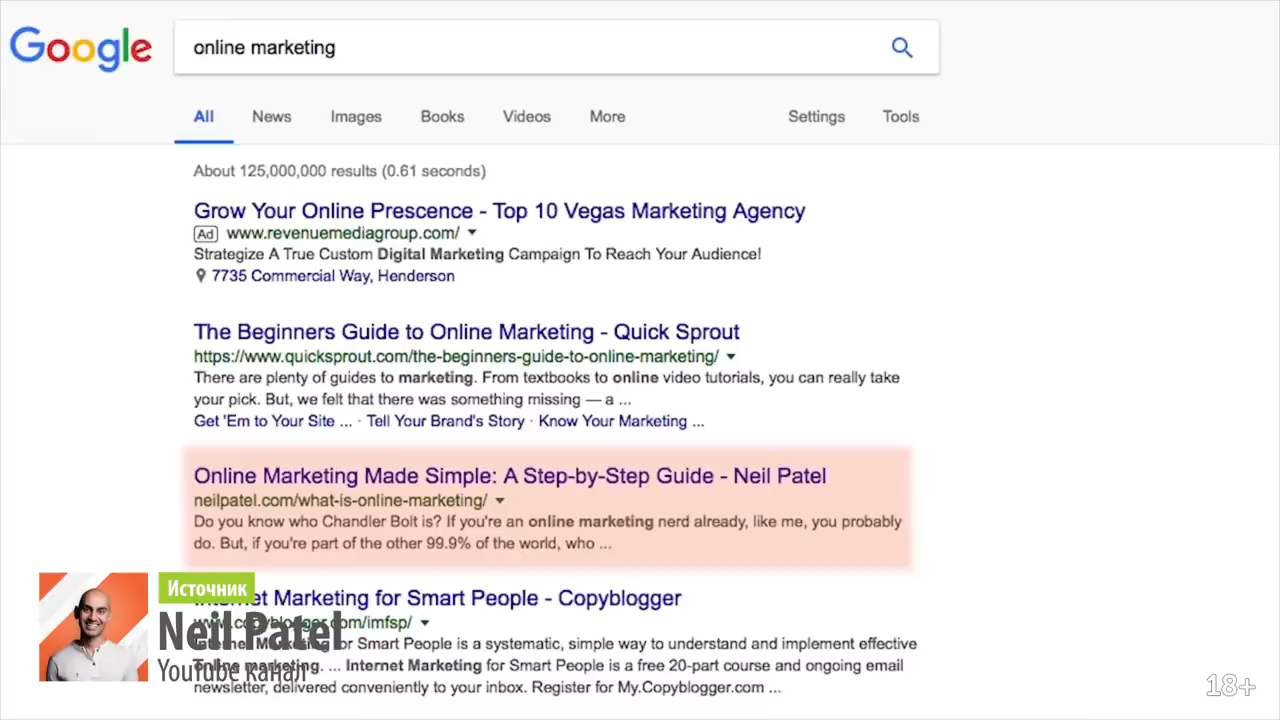 Google
online marketing
All News Images Books Videos More Settings Tools
About 125,000,000 results (0.61 seconds)
Grow Your Online Prescence - Top 10 Vegas Marketing Agency
Ad www.revenuemediagroup.com/
Strategize A True Custom Digital Marketing Campaign To Reach Your Audience!
7735 Commercial Way, Henderson
The Beginners Guide to Online Marketing - Quick Sprout
https://www.quicksprout.com/the-beginners-guide-to-online-marketing/
There are plenty of guides to marketing. From textbooks to online video tutorials, you can really take
your pick. But, we felt that there was something missing — a ...
Get 'Em to Your Site ... · Tell Your Brand's Story · Know Your Marketing ...
Online Marketing Made Simple: A Step-by-Step Guide - Neil Patel
neilpatel.com/what-is-online-marketing/
Do you know who Chandler Bolt is? If you're an online marketing nerd already, like me, you probably
do. But, if you're part of the other 99.9% of the world, who ...
Internet Marketing for Smart People - Copyblogger
www.copyblogger.com/imfsp/
Internet Marketing for Smart People is a systematic, simple way to understand and implement effective
online marketing. ... Internet Marketing for Smart People is a free 20-part course and ongoing email
newsletter, delivered conveniently to your inbox. Register for My.Copyblogger.com ...
Источник
Neil Patel
YouTube канал
18+